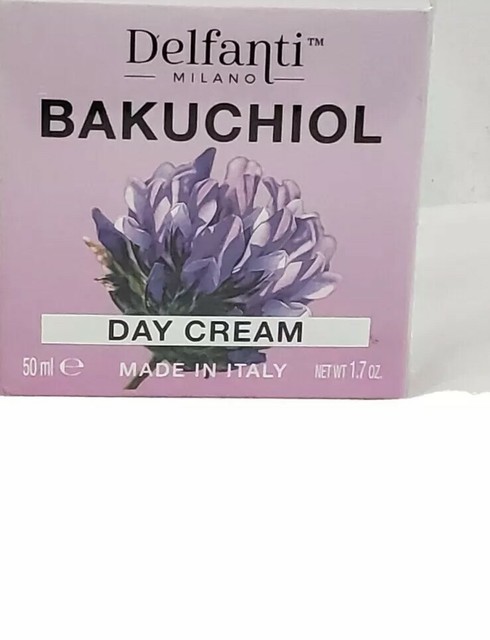 Delfanti™
MILANO
BAKUCHIOL
DAY CREAM
50 ml ℮ MADE IN ITALY NET WT 1.7 OZ.